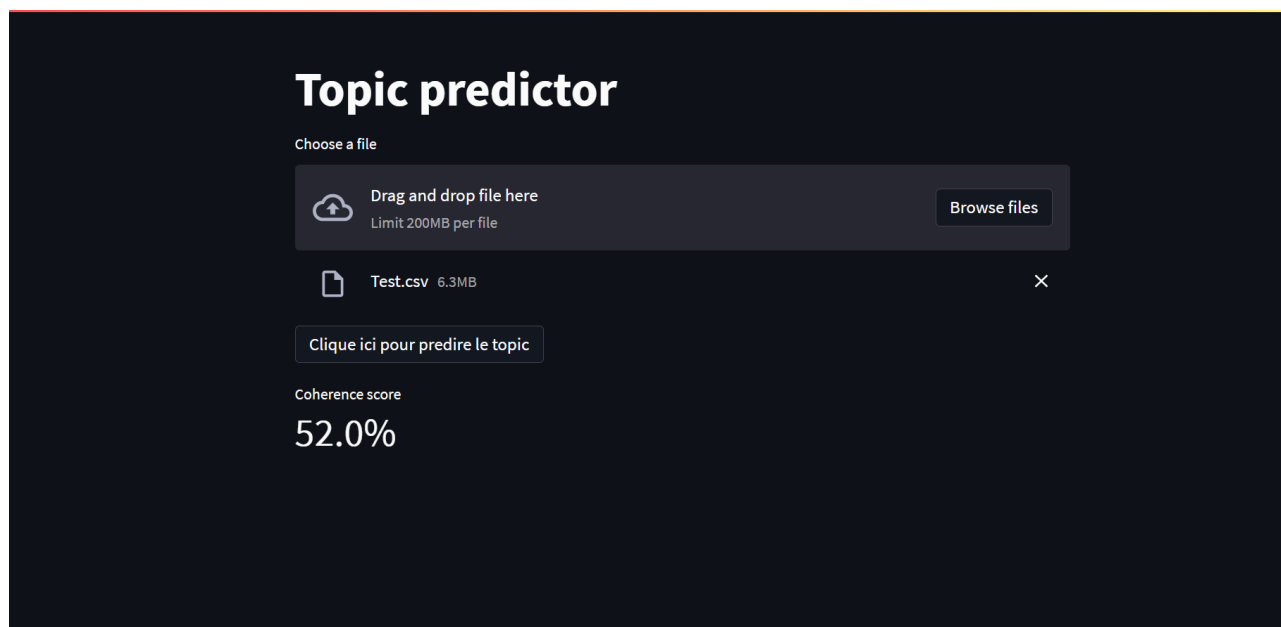 Topic predictor
Choose a file
Drag and drop file here
Limit 200MB per file
Browse files
Test.csv 6.3MB
Clique ici pour predire le topic
Coherence score
52.0%